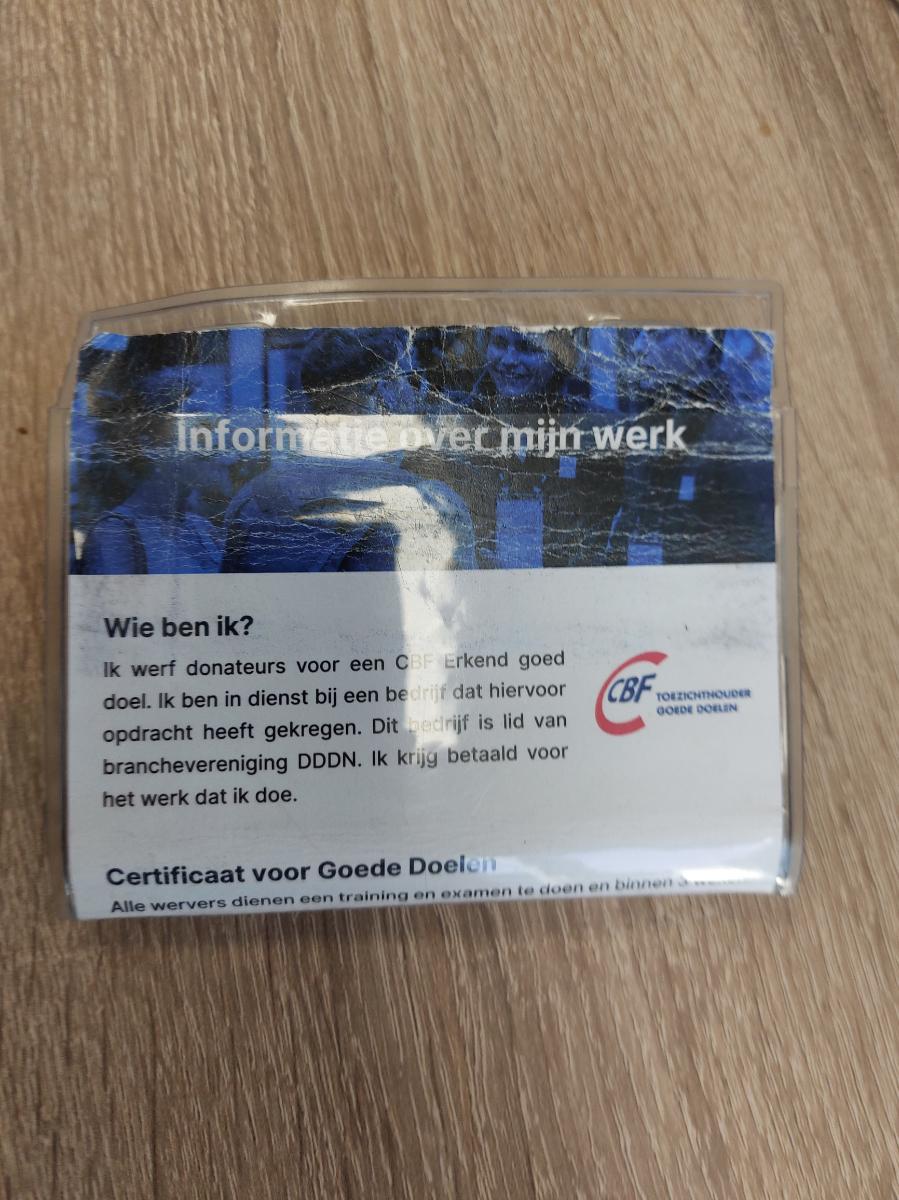 Informatie over mijn werk
Wie ben ik?
Ik werf donateurs voor een CBF Erkend goed
doel. Ik ben in dienst bij een bedrijf dat hiervoor
opdracht heeft gekregen. Dit bedrijf is lid van
branchevereniging DDDN. Ik krijg betaald voor
het werk dat ik doe.
CBF TOEZICHTHOUDER
GOEDE DOELEN
Certificaat voor Goede Doelen
Alle wervers dienen een training en examen te doen en binnen 3